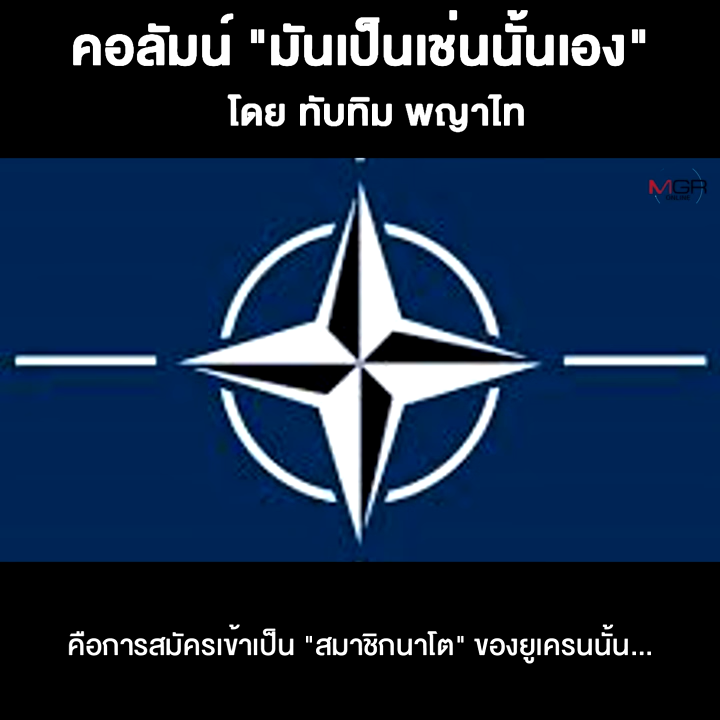 คอลัมน์ "มันเป็นเช่นนั้นเอง"
โดย ทับทิม พญาไท
MGR
ONLINE
คือการสมัครเข้าเป็น "สมาชิกนาโต" ของยูเครนนั้น...